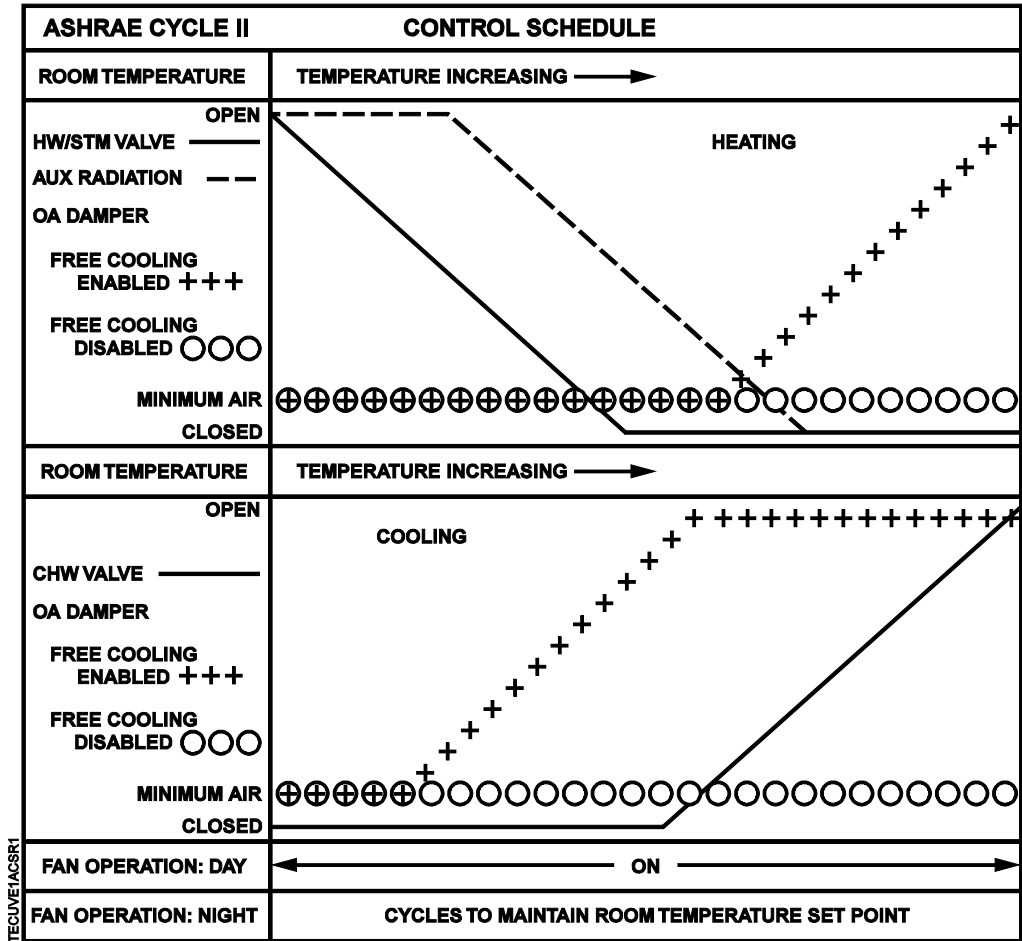 ASHRAE CYCLE II CONTROL SCHEDULE
ROOM TEMPERATURE TEMPERATURE INCREASING
OPEN
HW/STM VALVE
HEATING
AUX RADIATION
OA DAMPER
FREE COOLING
ENABLED +++
FREE COOLING
DISABLED
MINIMUM AIR
CLOSED
ROOM TEMPERATURE TEMPERATURE INCREASING
OPEN
COOLING
CHW VALVE
OA DAMPER
FREE COOLING
ENABLED +++
FREE COOLING
DISABLED
MINIMUM AIR
CLOSED
FAN OPERATION: DAY ON
FAN OPERATION: NIGHT CYCLES TO MAINTAIN ROOM TEMPERATURE SET POINT
TECUVE1ACSR1